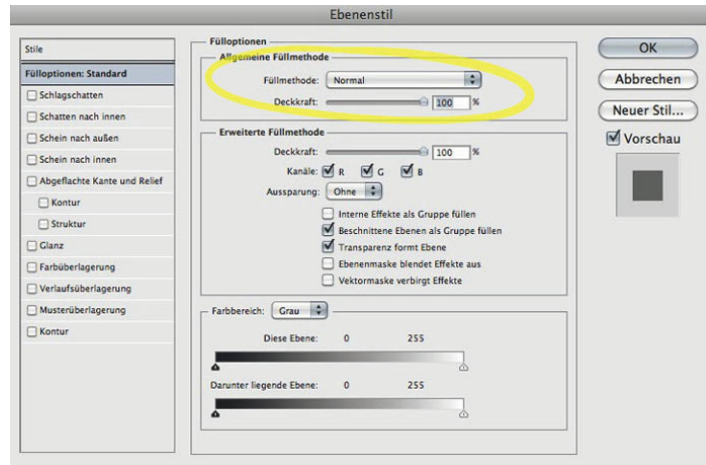 Ebenenstil
Stile
Fülloptionen: Standard
Schlagschatten
Schatten nach innen
Schein nach außen
Schein nach innen
Abgeflachte Kante und Relief
Kontur
Struktur
Glanz
Farbüberlagerung
Verlaufsüberlagerung
Musterüberlagerung
Kontur
Fülloptionen
Allgemeine Füllmethode
Füllmethode: Normal
Deckkraft: 100 %
Erweiterte Füllmethode
Deckkraft: 100 %
Kanäle: R G B
Aussparung: Ohne
Interne Effekte als Gruppe füllen
Beschnittene Ebenen als Gruppe füllen
Transparenz formt Ebene
Ebenenmaske blendet Effekte aus
Vektormaske verbirgt Effekte
Farbbereich: Grau
Diese Ebene: 0 255
Darunter liegende Ebene: 0 255
OK
Abbrechen
Neuer Stil...
Vorschau